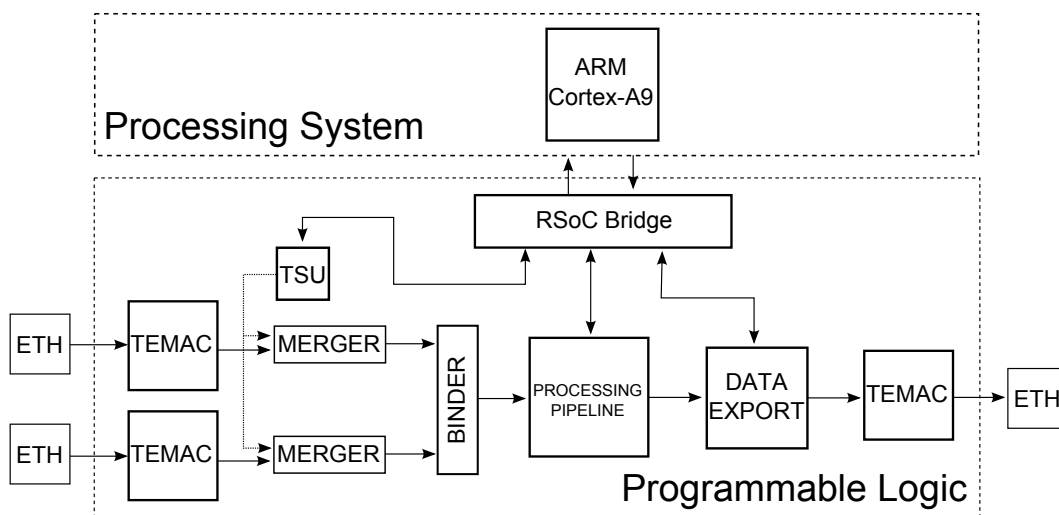 ARM
Cortex-A9
Processing System
RSoC Bridge
TSU
ETH
TEMAC
MERGER
BINDER
PROCESSING
PIPELINE
DATA
EXPORT
TEMAC
ETH
ETH
TEMAC
MERGER
Programmable Logic